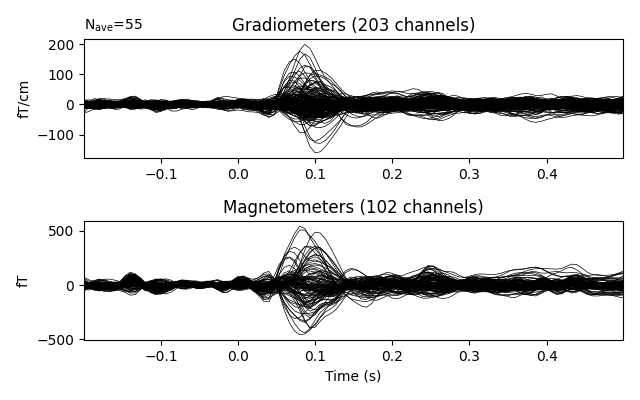 N_ave=55
Gradiometers (203 channels)
200
100
0
−100
fT/cm
−0.1 0.0 0.1 0.2 0.3 0.4
Magnetometers (102 channels)
500
0
−500
fT
−0.1 0.0 0.1 0.2 0.3 0.4
Time (s)